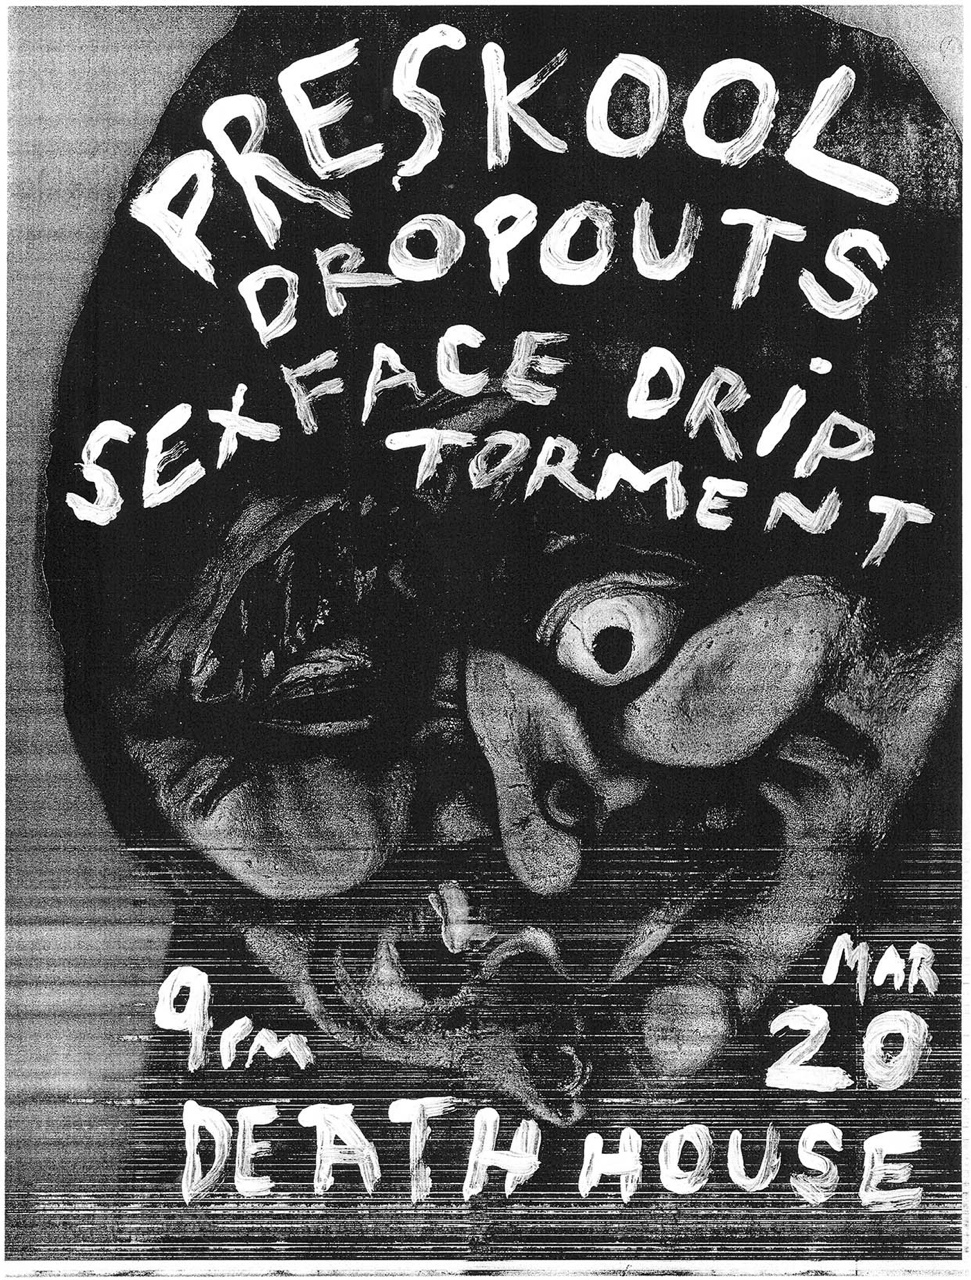 PRESKOOL
DROPOUTS
SEXFACE DRiP
TORMENT
9PM
MAR
20
DEATH HOUSE